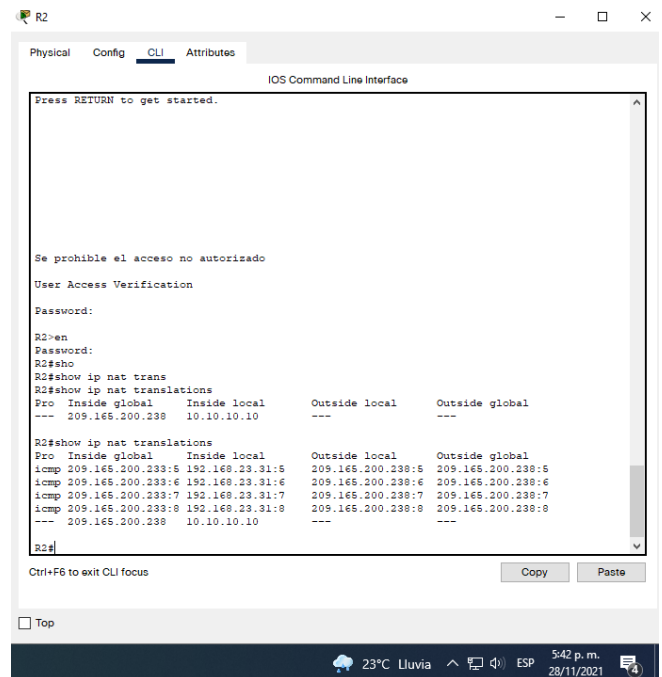 R2
Physical Config CLI Attributes
IOS Command Line Interface
Press RETURN to get started.
Se prohible el acceso no autorizado
User Access Verification
Password:
R2>en
Password:
R2#sho
R2#show ip nat trans
R2#show ip nat translations
Pro Inside global Inside local Outside local Outside global
--- 209.165.200.238 10.10.10.10 --- ---
R2#show ip nat translations
Pro Inside global Inside local Outside local Outside global
icmp 209.165.200.233:5 192.168.23.31:5 209.165.200.238:5 209.165.200.238:5
icmp 209.165.200.233:6 192.168.23.31:6 209.165.200.238:6 209.165.200.238:6
icmp 209.165.200.233:7 192.168.23.31:7 209.165.200.238:7 209.165.200.238:7
icmp 209.165.200.233:8 192.168.23.31:8 209.165.200.238:8 209.165.200.238:8
--- 209.165.200.238 10.10.10.10 --- ---
R2#
Ctrl+F6 to exit CLI focus Copy Paste
Top
23°C Lluvia ESP 5:42 p. m.
28/11/2021 4